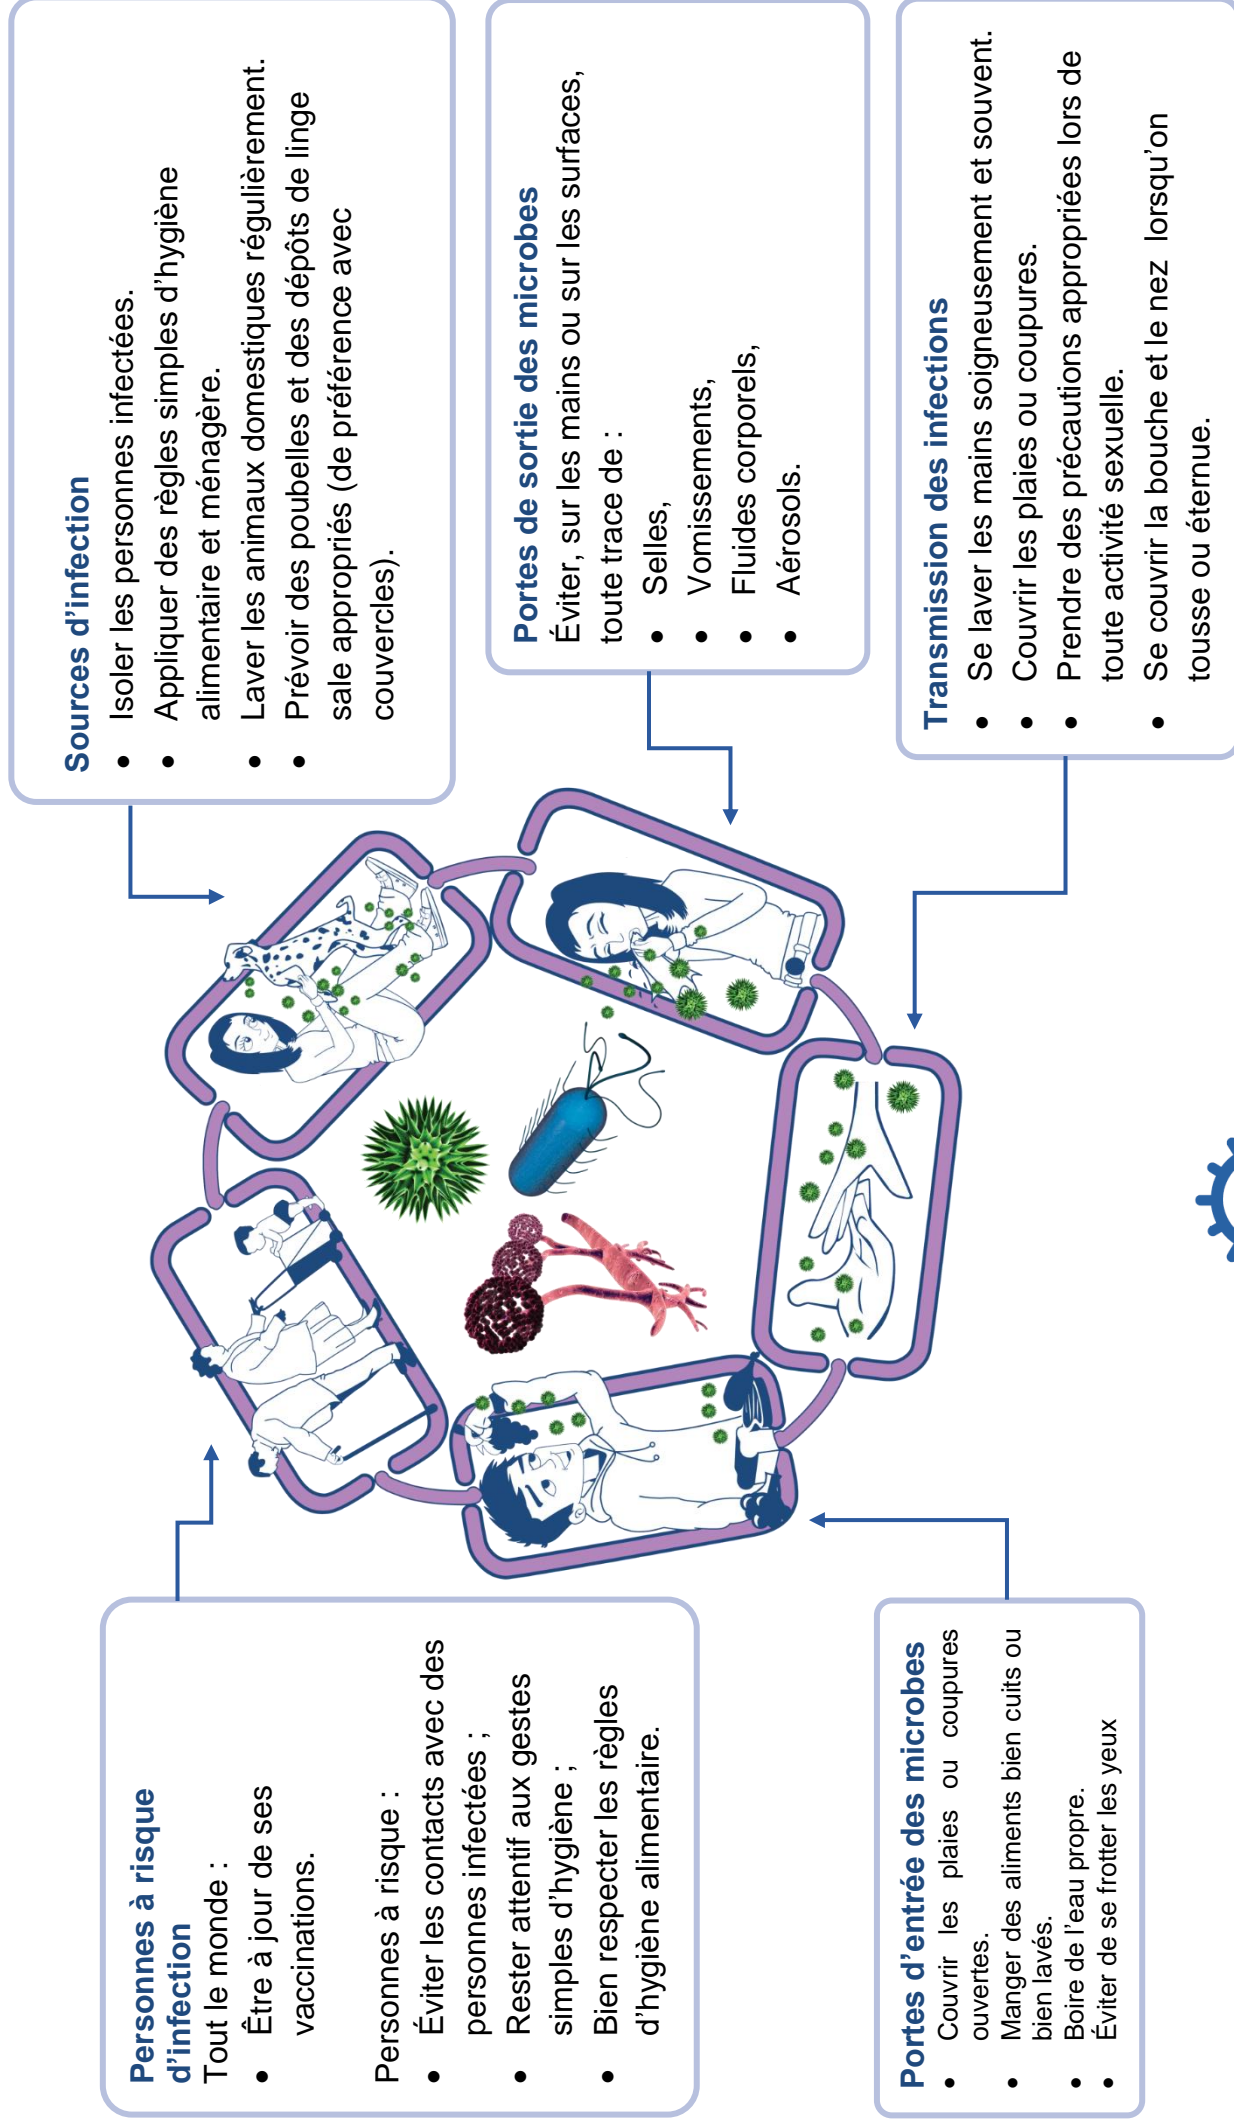 Sources d’infection
• Isoler les personnes infectées.
• Appliquer des règles simples d’hygiène
alimentaire et ménagère.
• Laver les animaux domestiques régulièrement.
• Prévoir des poubelles et des dépôts de linge
sale appropriés (de préférence avec
couvercles).
Portes de sortie des microbes
Éviter, sur les mains ou sur les surfaces,
toute trace de :
• Selles,
• Vomissements,
• Fluides corporels,
• Aérosols.
Transmission des infections
• Se laver les mains soigneusement et souvent.
• Couvrir les plaies ou coupures.
• Prendre des précautions appropriées lors de
toute activité sexuelle.
• Se couvrir la bouche et le nez lorsqu’on
tousse ou éternue.
Portes d’entrée des microbes
• Couvrir les plaies ou coupures
ouvertes.
• Manger des aliments bien cuits ou
bien lavés.
• Boire de l’eau propre.
• Éviter de se frotter les yeux
Personnes à risque
d’infection
Tout le monde :
• Être à jour de ses
vaccinations.
Personnes à risque :
• Éviter les contacts avec des
personnes infectées ;
• Rester attentif aux gestes
simples d’hygiène ;
• Bien respecter les règles
d’hygiène alimentaire.